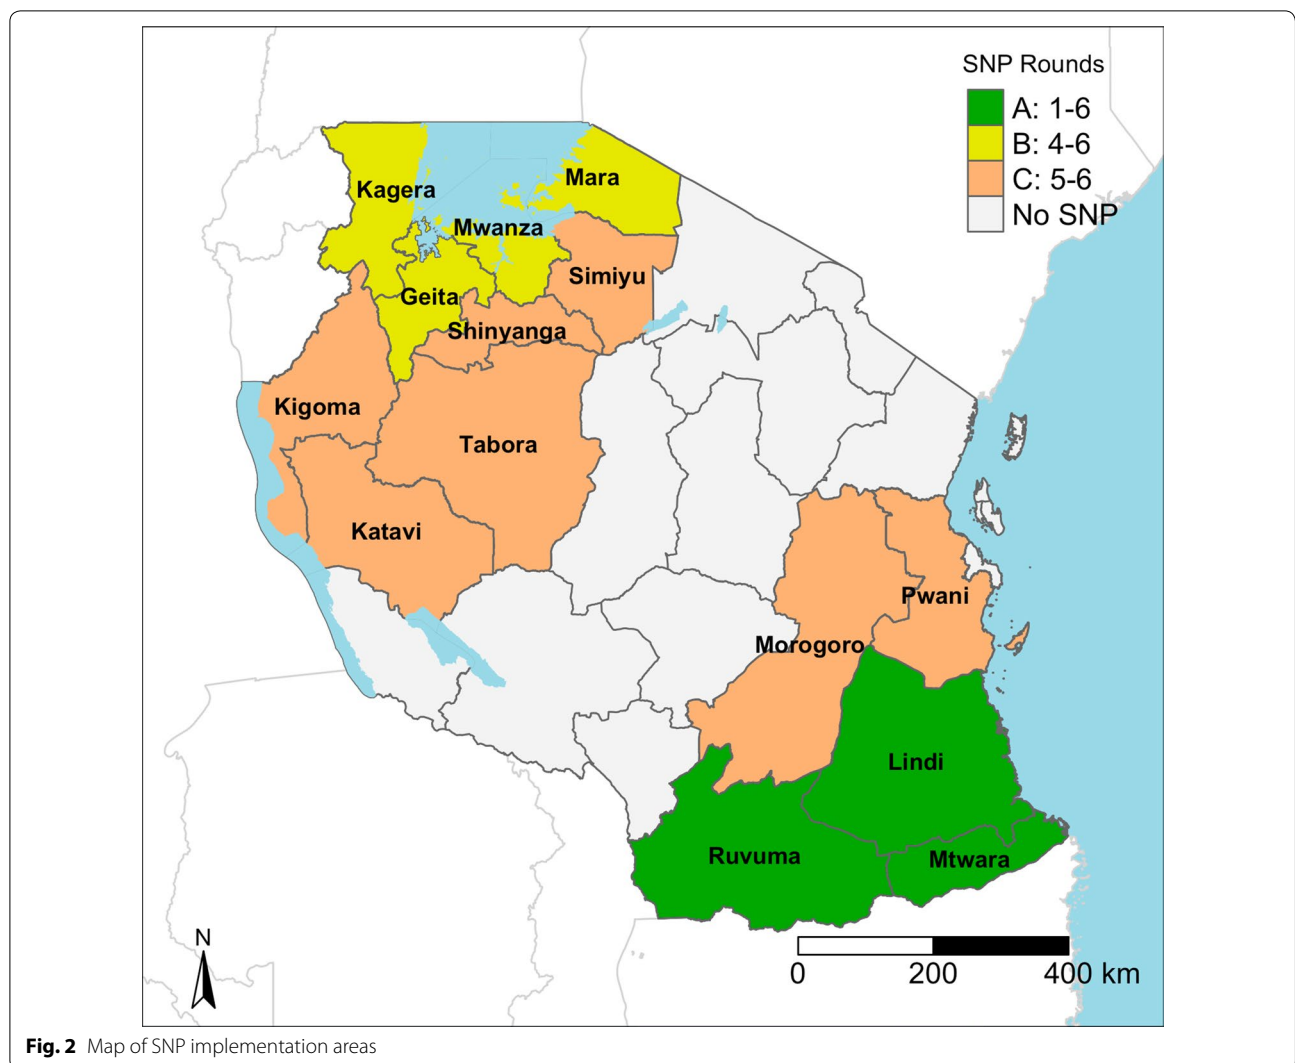 SNP Rounds
A: 1-6
B: 4-6
C: 5-6
No SNP
Kagera
Mara
Mwanza
Simiyu
Geita
Shinyanga
Kigoma
Tabora
Katavi
Pwani
Morogoro
Lindi
Ruvuma
Mtwara
N
0 200 400 km
Fig. 2 Map of SNP implementation areas